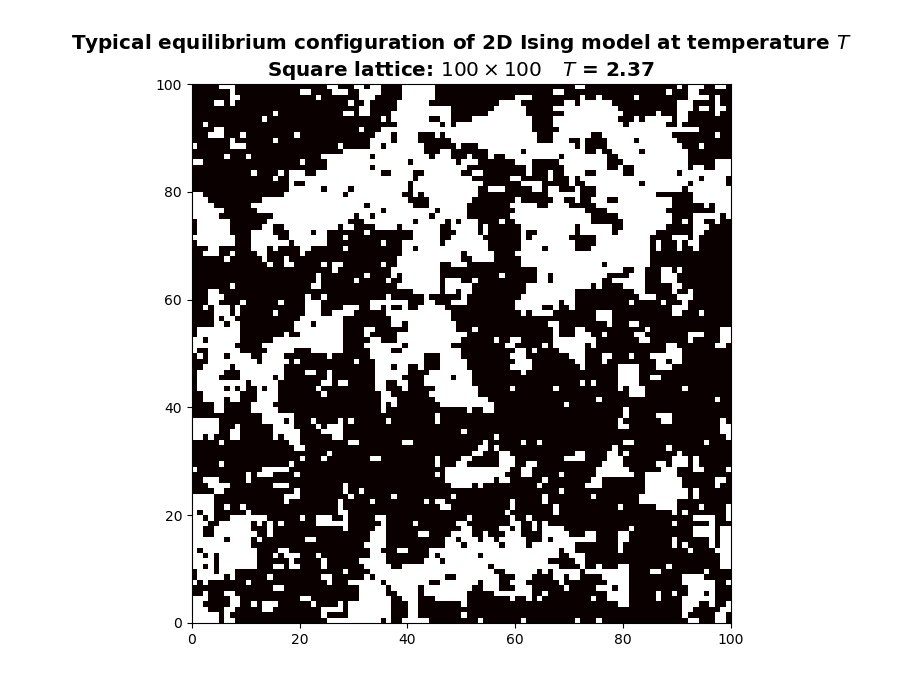 Typical equilibrium configuration of 2D Ising model at temperature T
Square lattice: 100 × 100 T = 2.37
100
80
60
40
20
0
0 20 40 60 80 100